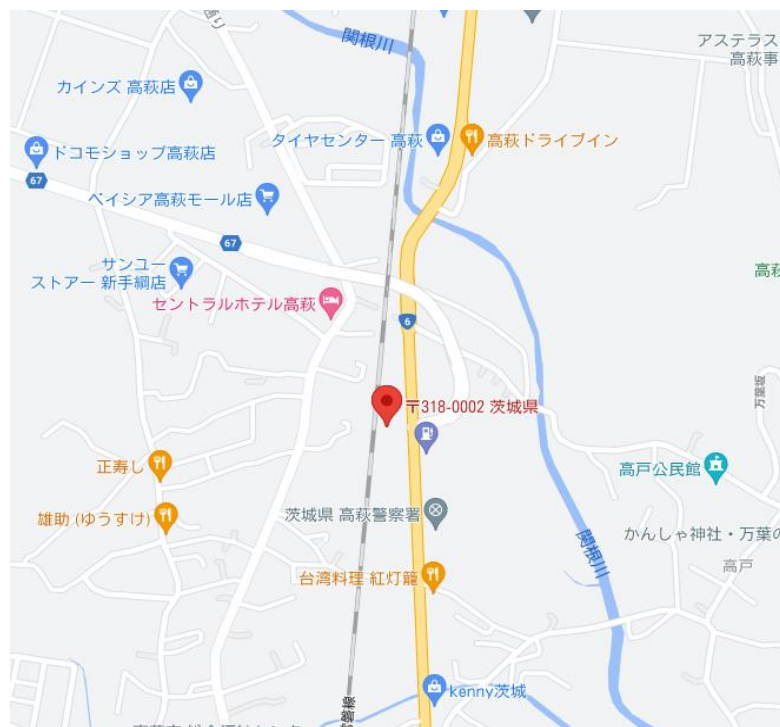 通り
関根川
アステラス
高萩事
カインズ 高萩店
タイヤセンター 高萩
高萩ドライブイン
ドコモショップ高萩店
67
ベイシア高萩モール店
67
サンユー
ストアー 新手綱店
高萩
セントラルホテル高萩
6
万葉坂
〒318-0002 茨城県
正寿し
高戸公民館
雄助 (ゆうすけ)
茨城県 高萩警察署
かんしゃ神社・万葉の
関根川
高戸
台湾料理 紅灯籠
kenny茨城
磐線